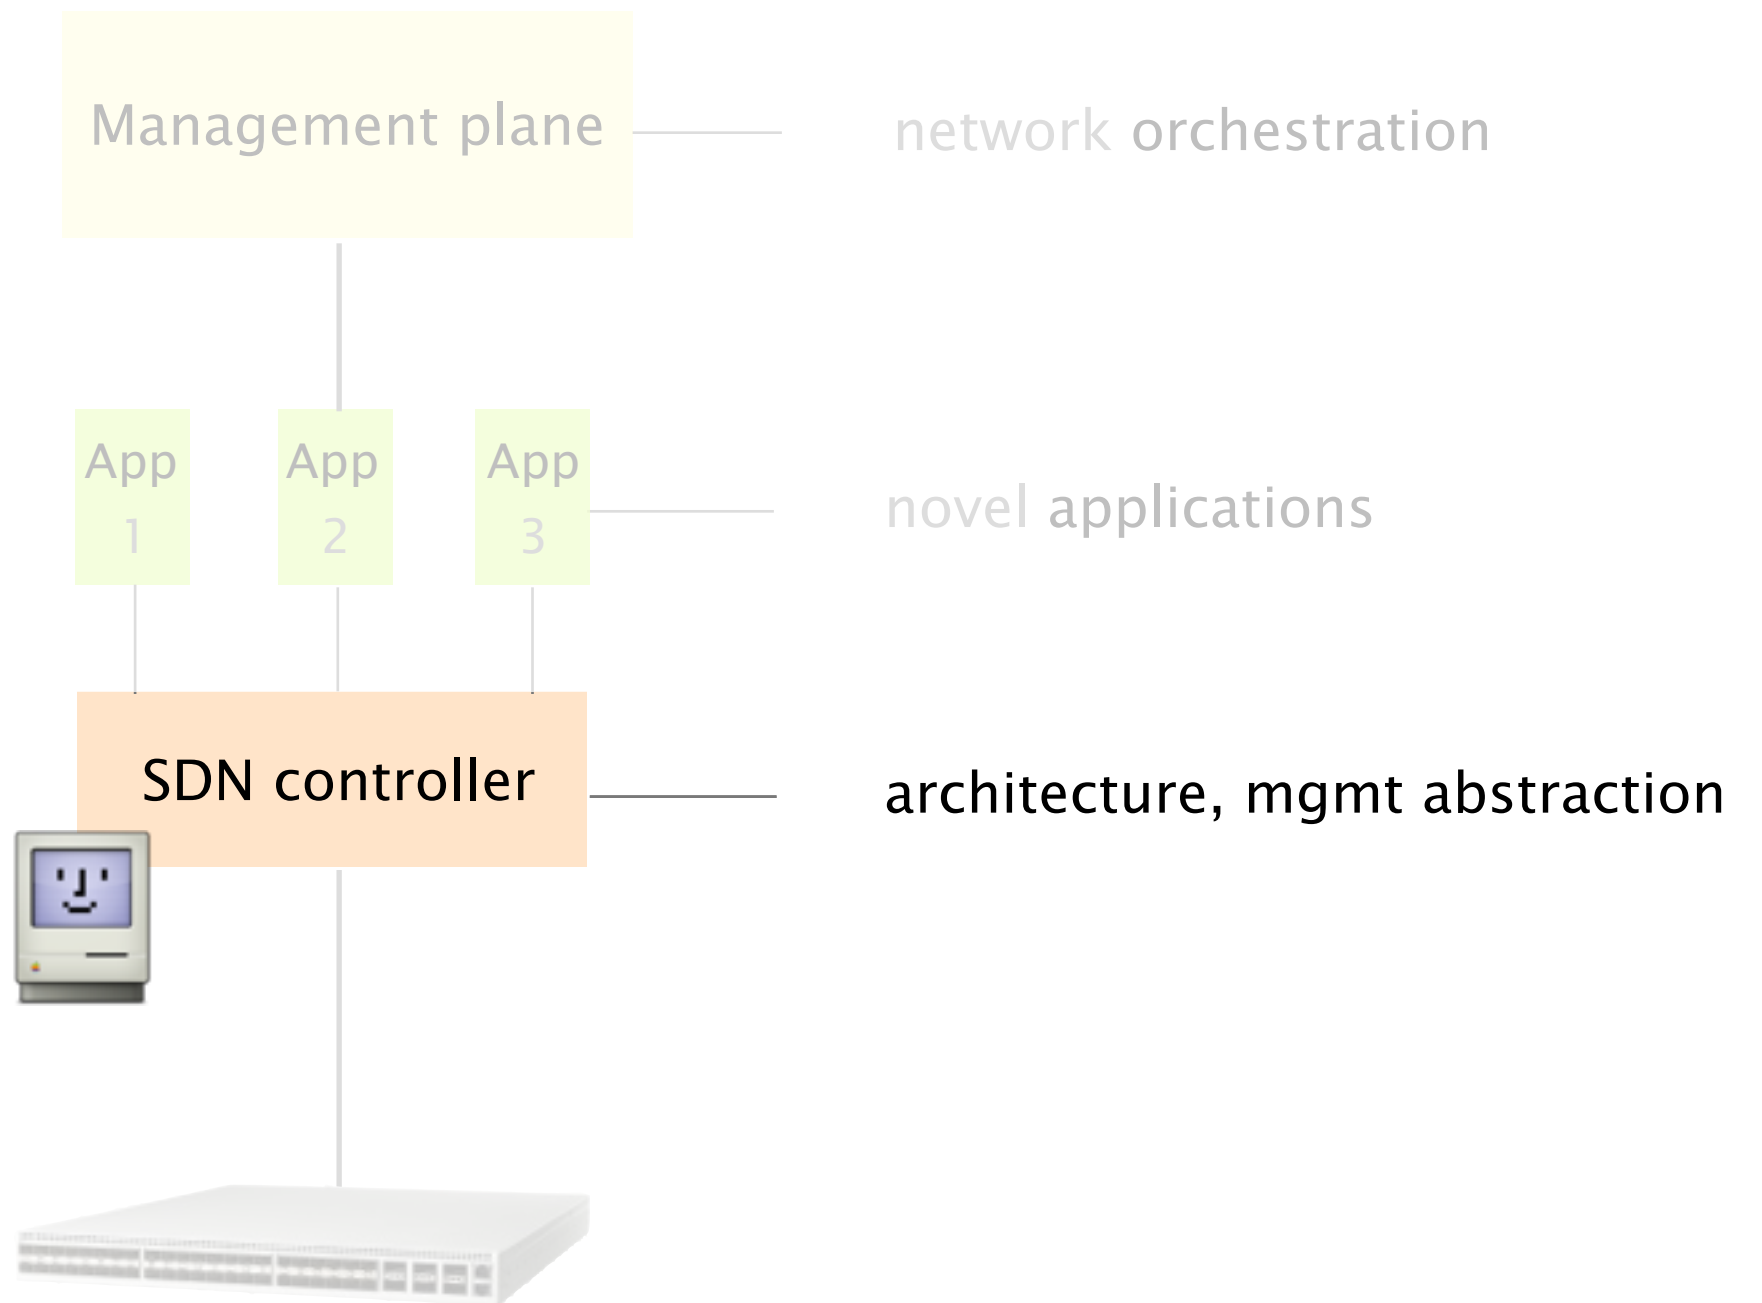 Management plane
network orchestration
App
1
App
2
App
3
novel applications
SDN controller
architecture, mgmt abstraction